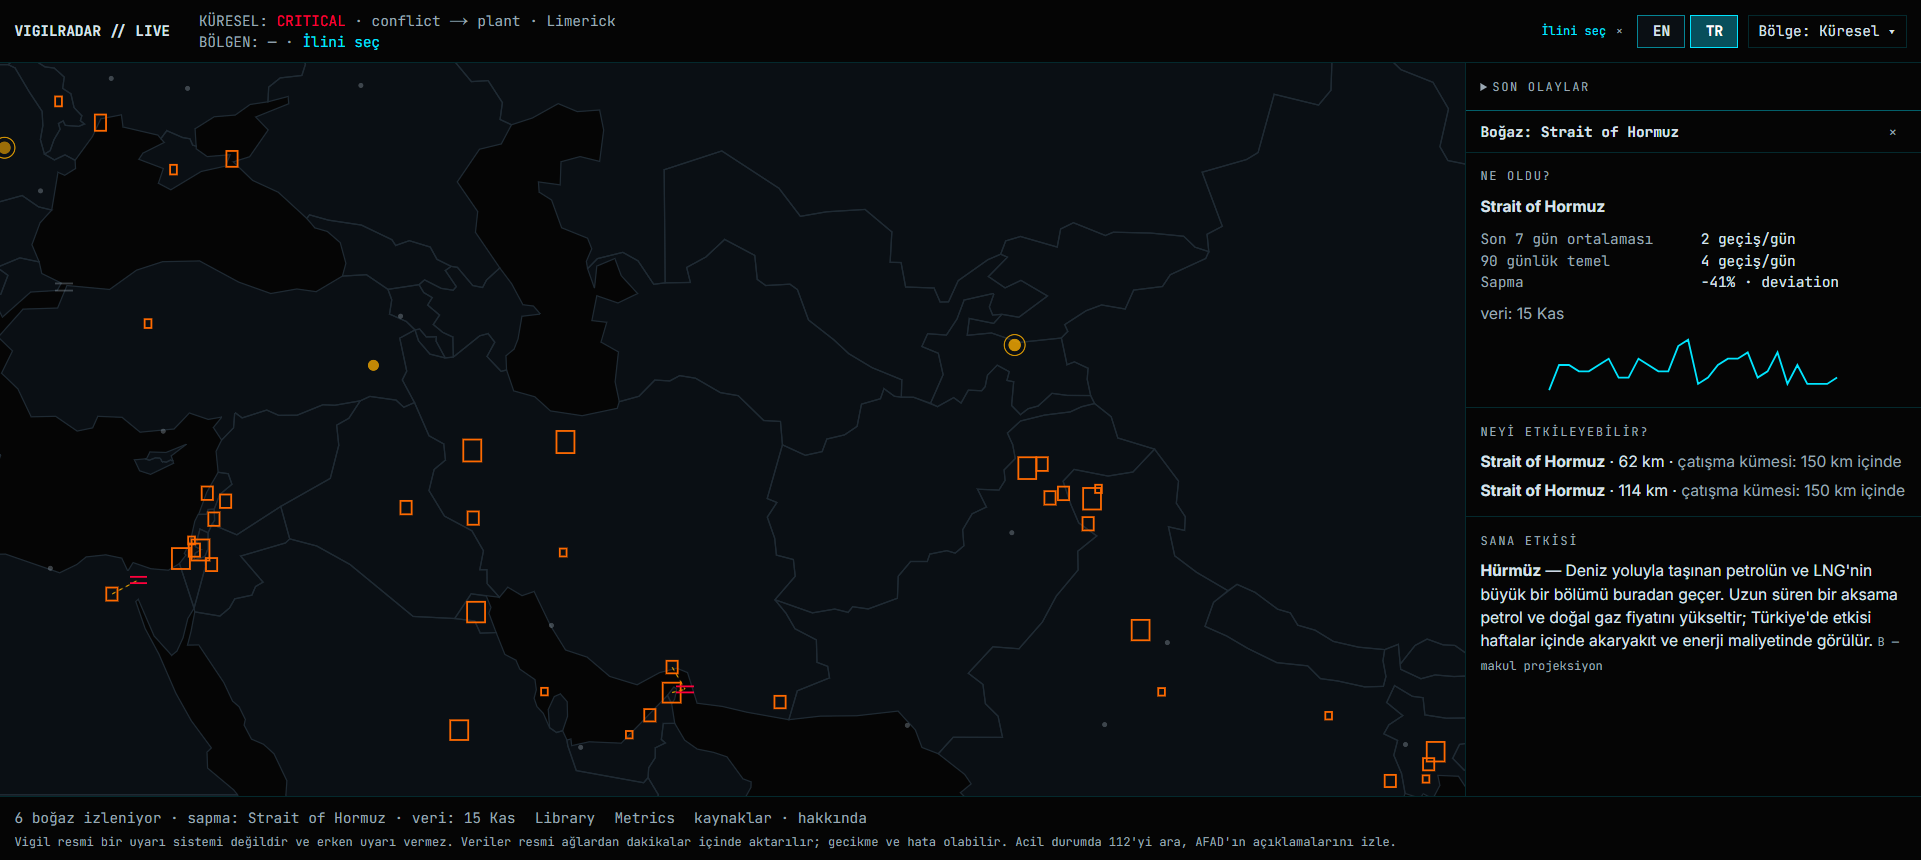 VIGILRADAR // LIVE
KÜRESEL: CRITICAL · conflict → plant · Limerick
BÖLGEN: — · İlini seç
İlini seç ×
EN
TR
Bölge: Küresel ▾
▶ SON OLAYLAR
Boğaz: Strait of Hormuz ×
NE OLDU?
Strait of Hormuz
Son 7 gün ortalaması 2 geçiş/gün
90 günlük temel 4 geçiş/gün
Sapma -41% · deviation
veri: 15 Kas
NEYİ ETKİLEYEBİLİR?
Strait of Hormuz · 62 km · çatışma kümesi: 150 km içinde
Strait of Hormuz · 114 km · çatışma kümesi: 150 km içinde
SANA ETKİSİ
Hürmüz — Deniz yoluyla taşınan petrolün ve LNG'nin
büyük bir bölümü buradan geçer. Uzun süren bir aksama
petrol ve doğal gaz fiyatını yükseltir; Türkiye'de etkisi
haftalar içinde akaryakıt ve enerji maliyetinde görülür. B —
makul projeksiyon
6 boğaz izleniyor · sapma: Strait of Hormuz · veri: 15 Kas Library Metrics kaynaklar · hakkında
Vigil resmi bir uyarı sistemi değildir ve erken uyarı vermez. Veriler resmi ağlardan dakikalar içinde aktarılır; gecikme ve hata olabilir. Acil durumda 112'yi ara, AFAD'ın açıklamalarını izle.